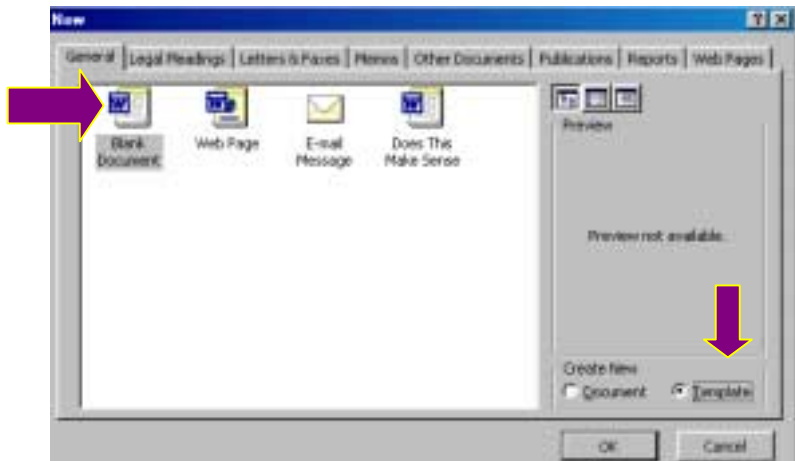 New
General Legal Pleadings Letters & Faxes Memos Other Documents Publications Reports Web Pages
Blank Document
Web Page
E-mail Message
Does This Make Sense
Preview
Preview not available.
Create New
Document Template
OK Cancel